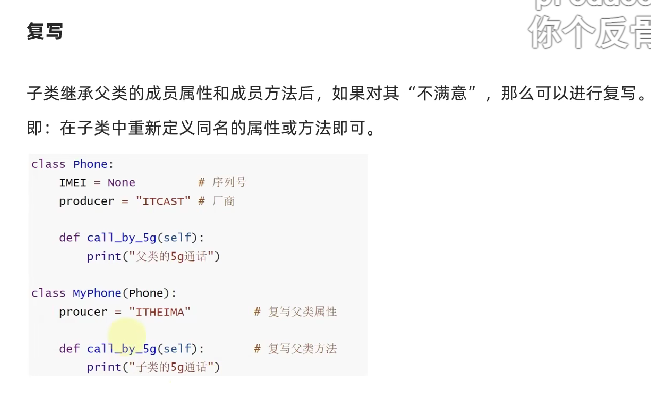 produce
你个反骨
复写
子类继承父类的成员属性和成员方法后，如果对其“不满意”，那么可以进行复写。
即：在子类中重新定义同名的属性或方法即可。
class Phone:
    IMEI = None          # 序列号
    producer = "ITCAST" # 厂商
    def call_by_5g(self):
        print("父类的5g通话")
class MyPhone(Phone):
    proucer = "ITHEIMA"          # 复写父类属性
    def call_by_5g(self):        # 复写父类方法
        print("子类的5g通话")